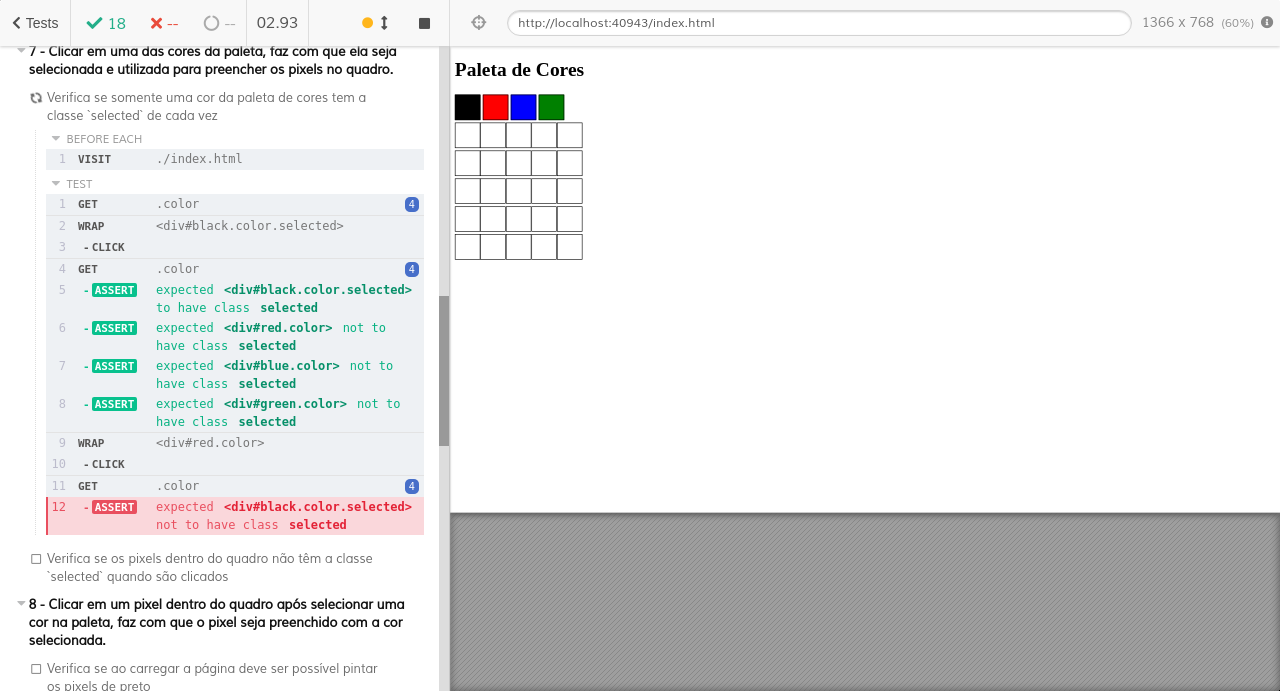 Tests 18 -- -- 02.93
http://localhost:40943/index.html 1366 x 768 (60%)
7 - Clicar em uma das cores da paleta, faz com que ela seja
selecionada e utilizada para preencher os pixels no quadro.
Verifica se somente uma cor da paleta de cores tem a
classe `selected` de cada vez
BEFORE EACH
1 VISIT ./index.html
TEST
1 GET .color 4
2 WRAP <div#black.color.selected>
3 - CLICK
4 GET .color 4
5 - ASSERT expected <div#black.color.selected>
to have class selected
6 - ASSERT expected <div#red.color> not to
have class selected
7 - ASSERT expected <div#blue.color> not to
have class selected
8 - ASSERT expected <div#green.color> not to
have class selected
9 WRAP <div#red.color>
10 - CLICK
11 GET .color 4
12 - ASSERT expected <div#black.color.selected>
not to have class selected
Verifica se os pixels dentro do quadro não têm a classe
`selected` quando são clicados
8 - Clicar em um pixel dentro do quadro após selecionar uma
cor na paleta, faz com que o pixel seja preenchido com a cor
selecionada.
Verifica se ao carregar a página deve ser possível pintar
os pixels de preto
Paleta de Cores